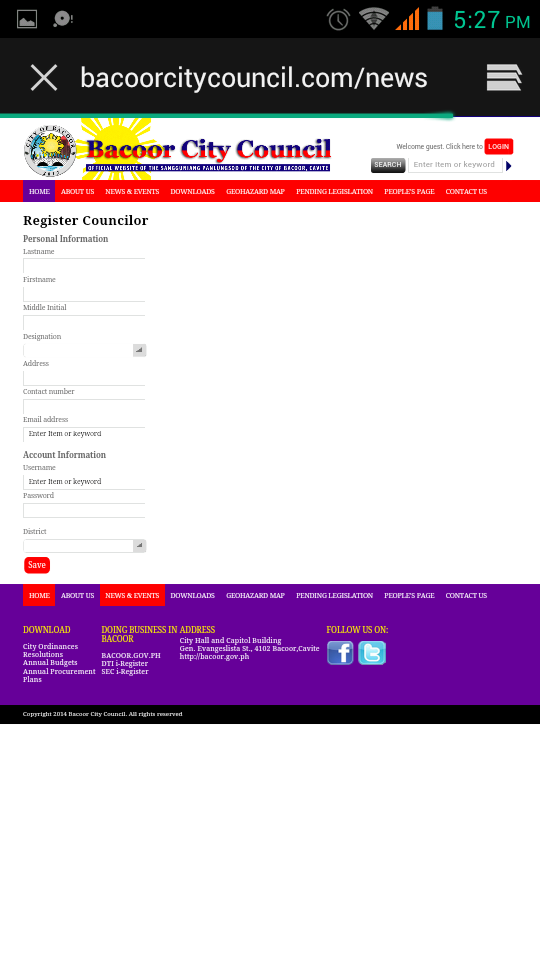 5:27 PM
bacoorcitycouncil.com/news
Bacoor City Council
OFFICIAL WEBSITE OF THE SANGGUNIANG PANLUNGSOD OF THE CITY OF BACOOR, CAVITE
Welcome guest. Click here to LOGIN
SEARCH Enter Item or keyword
HOME ABOUT US NEWS & EVENTS DOWNLOADS GEOHAZARD MAP PENDING LEGISLATION PEOPLE'S PAGE CONTACT US
Register Councilor
Personal Information
Lastname
Firstname
Middle Initial
Designation
Address
Contact number
Email address
Enter Item or keyword
Account Information
Username
Enter Item or keyword
Password
District
Save
HOME ABOUT US NEWS & EVENTS DOWNLOADS GEOHAZARD MAP PENDING LEGISLATION PEOPLE'S PAGE CONTACT US
DOWNLOAD
City Ordinances
Resolutions
Annual Budgets
Annual Procurement
Plans
DOING BUSINESS IN
BACOOR
BACOOR.GOV.PH
DTI i-Register
SEC i-Register
ADDRESS
City Hall and Capitol Building
Gen. Evangeslista St., 4102 Bacoor,Cavite
http://bacoor.gov.ph
FOLLOW US ON:
Copyright 2014 Bacoor City Council. All rights reserved